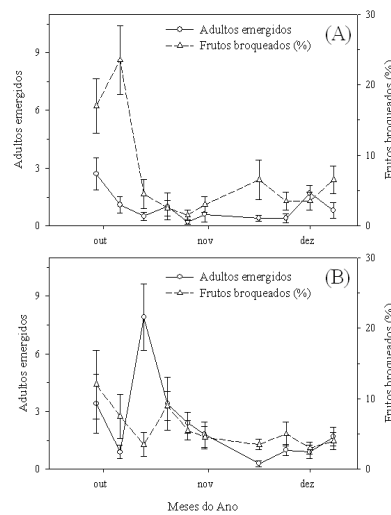 Adultos emergidos
Frutos broqueados (%)
(A)
Adultos emergidos
Frutos broqueados (%)
9
6
3
0
30
20
10
0
out
nov
dez
Adultos emergidos
Frutos broqueados (%)
(B)
Adultos emergidos
Frutos broqueados (%)
9
6
3
0
30
20
10
0
out
nov
dez
Meses do Ano